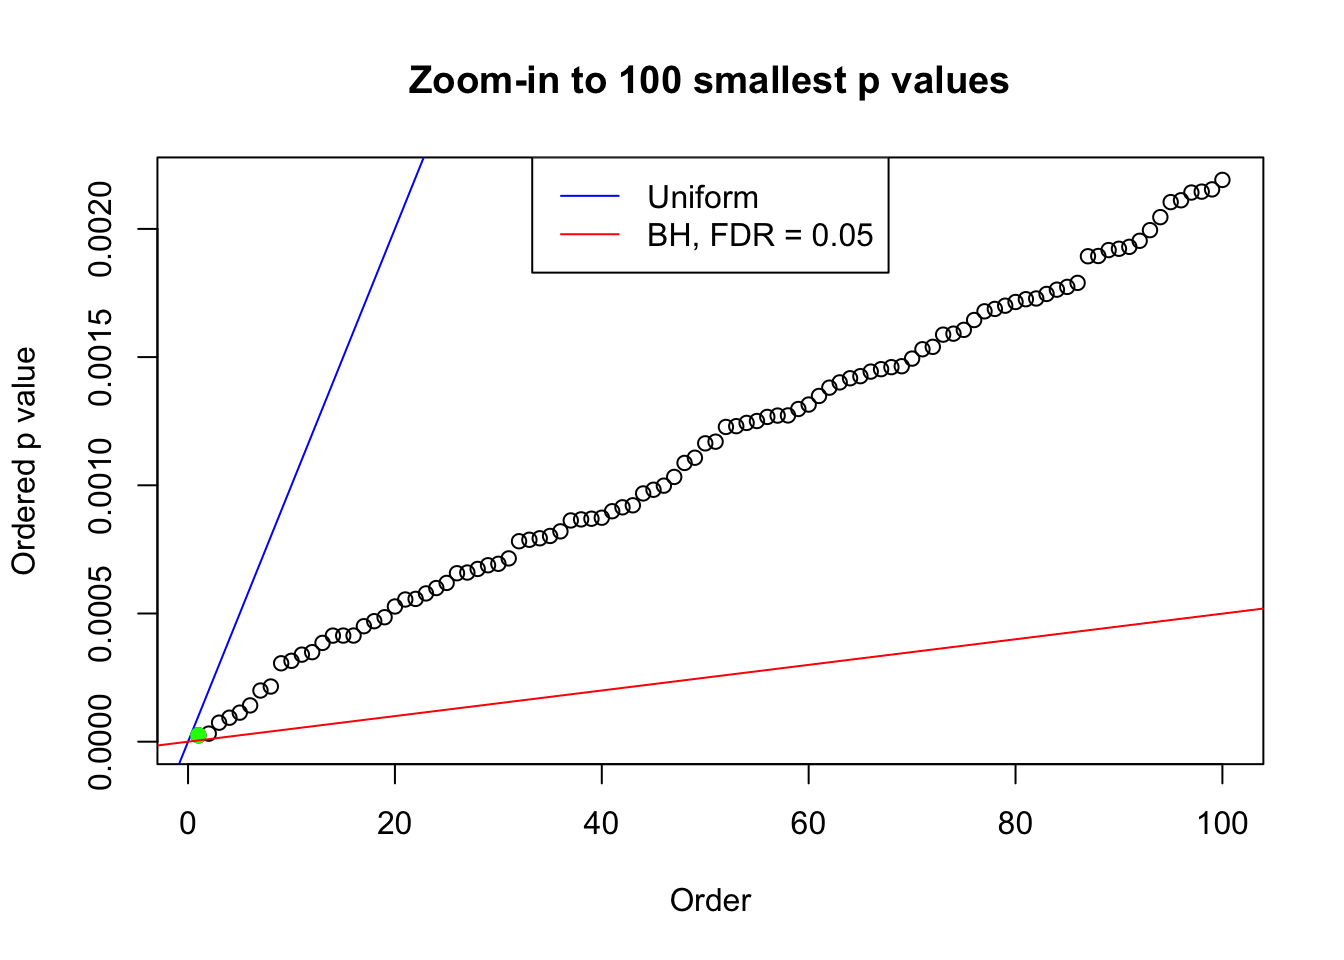 Zoom-in to 100 smallest p values
Uniform
BH, FDR = 0.05
0.0020
0.0015
0.0010
0.0005
0.0000
Ordered p value
0 20 40 60 80 100
Order